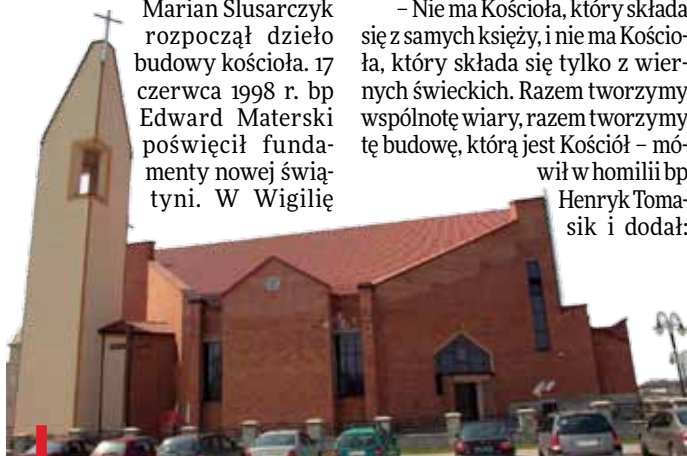 Marian Ślusarczyk
rozpoczął dzieło
budowy kościoła. 17
czerwca 1998 r. bp
Edward Materski
poświęcił funda-
menty nowej świą-
tyni. W Wigilię
– Nie ma Kościoła, który składa
się z samych księży, i nie ma Kościo-
ła, który składa się tylko z wier-
nych świeckich. Razem tworzymy
wspólnotę wiary, razem tworzymy
tę budowę, którą jest Kościół – mó-
wił w homilii bp
Henryk Toma-
sik i dodał: